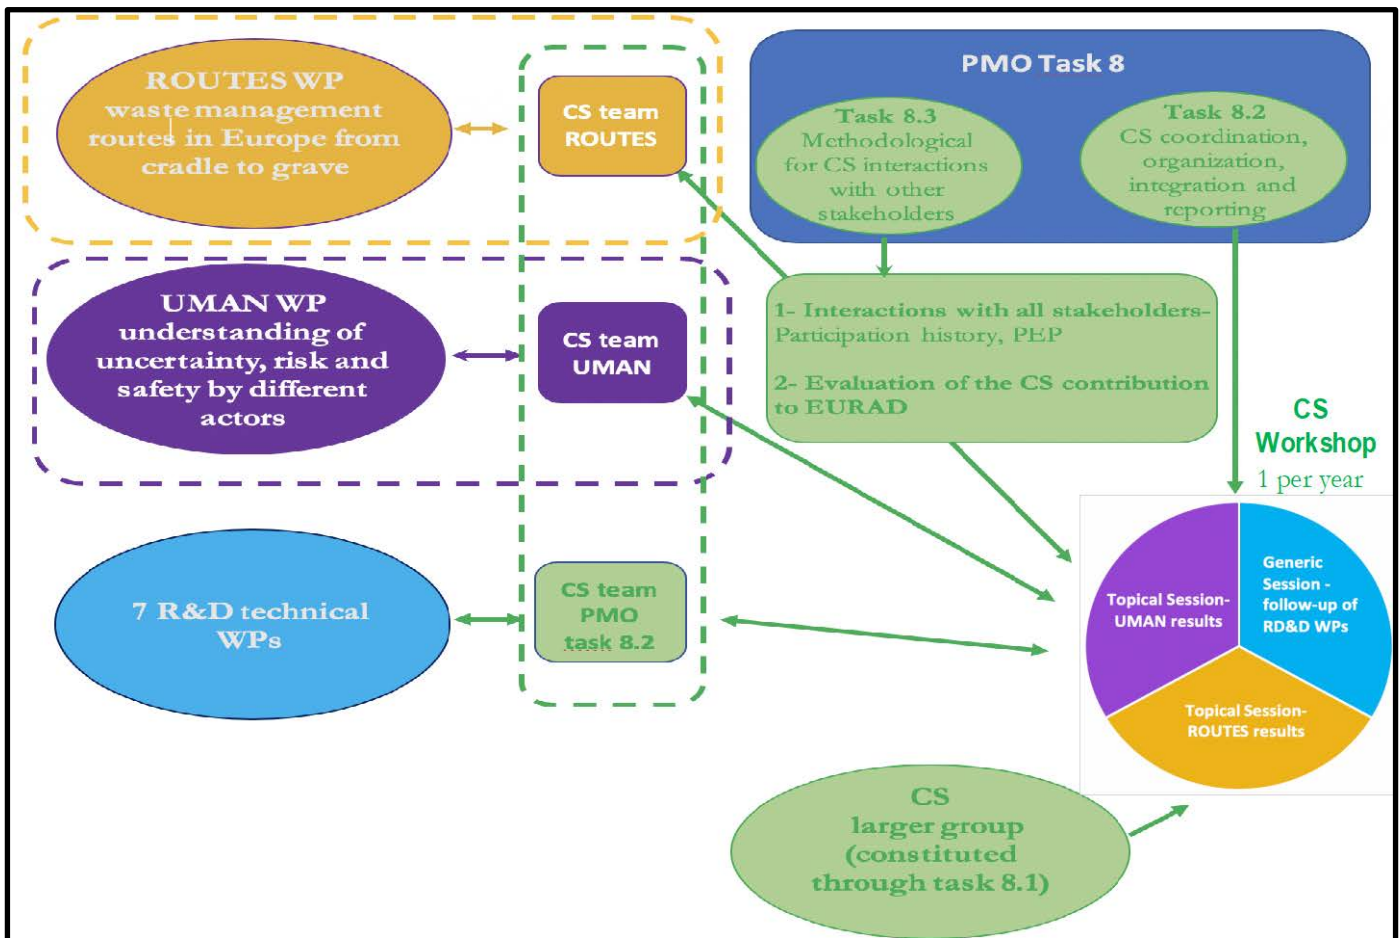 ROUTES WP
waste management
routes in Europe from
cradle to grave
CS team
ROUTES
PMO Task 8
Task 8.3
Methodological
for CS interactions
with other
stakeholders
Task 8.2
CS coordination,
organization,
integration and
reporting
UMAN WP
understanding of
uncertainty, risk and
safety by different
actors
CS team
UMAN
1- Interactions with all stakeholders-
Participation history, PEP
2- Evaluation of the CS contribution
to EURAD
CS
Workshop
1 per year
7 R&D technical
WPs
CS team
PMO
task 8.2
Topical Session-
UMAN results
Generic
Session -
follow-up of
RD&D WPs
Topical Session-
ROUTES results
CS
larger group
(constituted
through task 8.1)